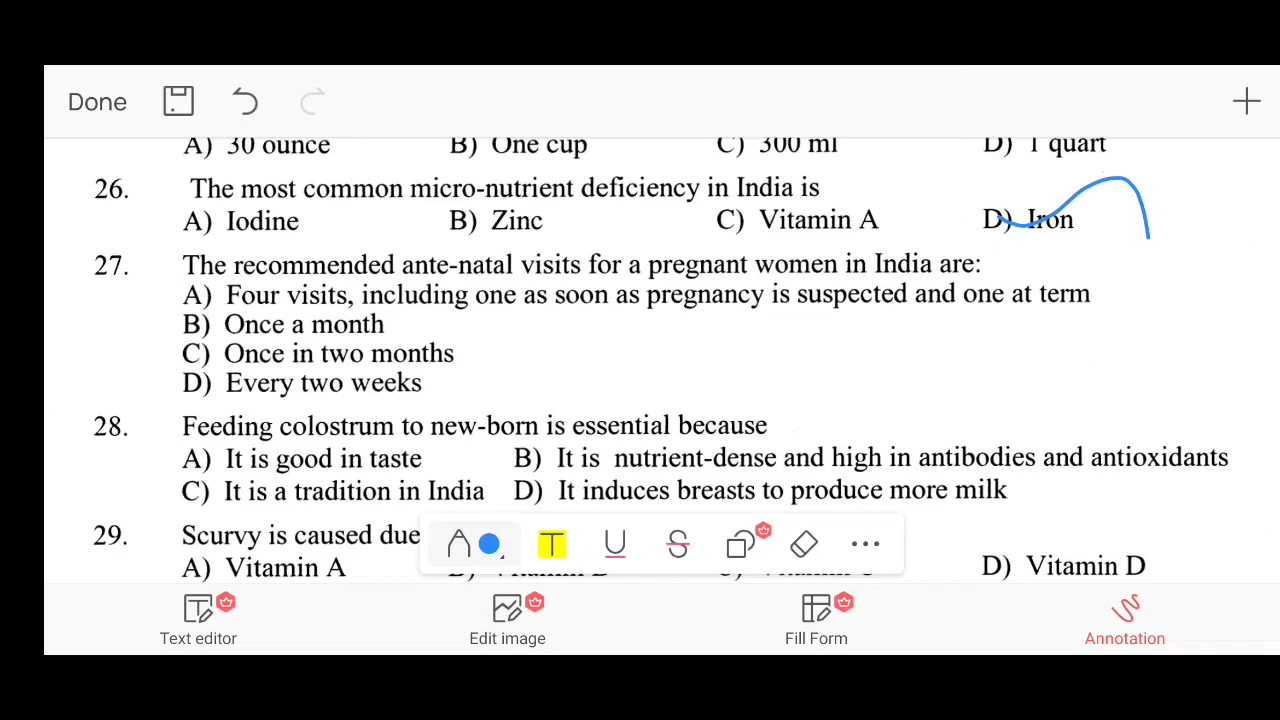 Done
A) 30 ounce B) One cup C) 300 ml D) 1 quart
26. The most common micro-nutrient deficiency in India is
A) Iodine B) Zinc C) Vitamin A D) Iron
27. The recommended ante-natal visits for a pregnant women in India are:
A) Four visits, including one as soon as pregnancy is suspected and one at term
B) Once a month
C) Once in two months
D) Every two weeks
28. Feeding colostrum to new-born is essential because
A) It is good in taste B) It is nutrient-dense and high in antibodies and antioxidants
C) It is a tradition in India D) It induces breasts to produce more milk
29. Scurvy is caused due
A) Vitamin A D) Vitamin D
Text editor Edit image Fill Form Annotation